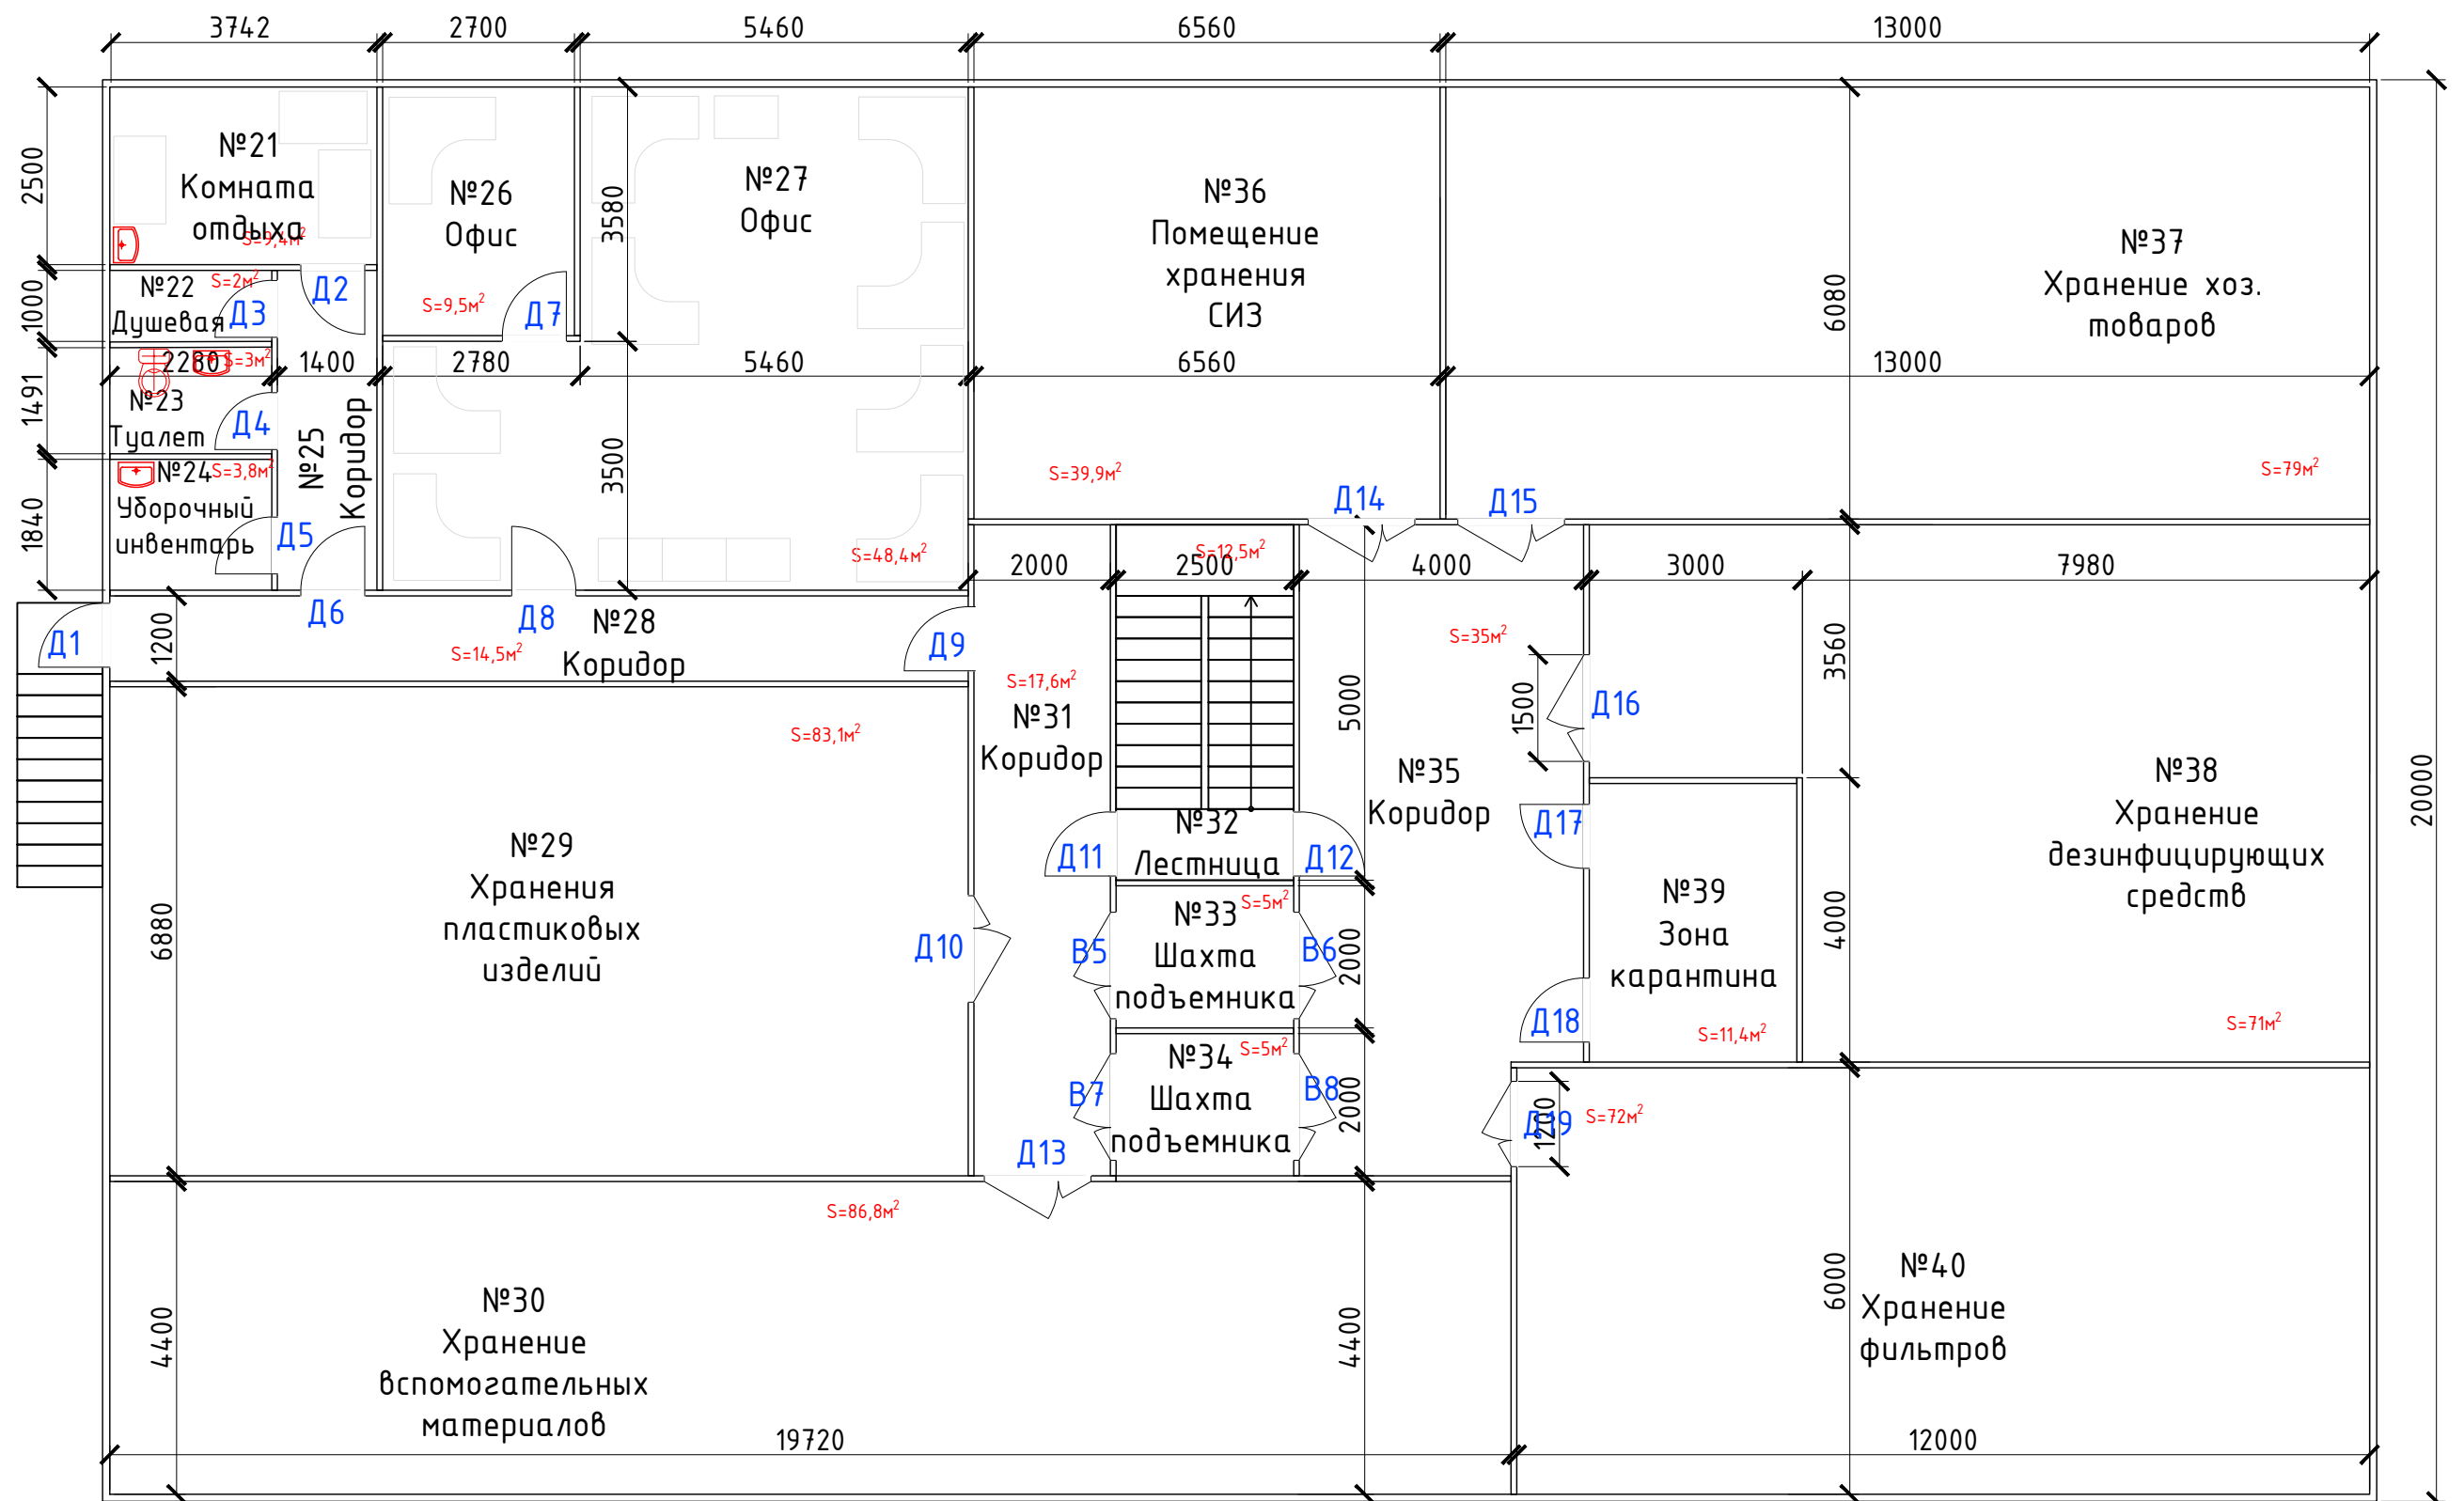 3742
2700
5460
6560
13000
2500
1000
1491
1840
№21
Комната
отдыха
S=9,4м²
№26
Офис
S=9,5м²
3580
№27
Офис
№36
Помещение
хранения
СИЗ
6080
№37
Хранение хоз.
товаров
№22
Душевая
S=2м²
Д3
Д2
Д7
2280
S=3м²
1400
2780
5460
6560
13000
№23
Туалет
Д4
№25
Коридор
3500
№24
S=3,8м²
Уборочный
инвентарь
Д5
S=48,4м²
S=39,9м²
Д14
Д15
S=79м²
2000
S=12,5м²
2500
4000
3000
7980
Д1
1200
Д6
S=14,5м²
Д8
№28
Коридор
Д9
S=17,6м²
№31
Коридор
5000
S=35м²
1500
Д16
3560
20000
S=83,1м²
№29
Хранения
пластиковых
изделий
6880
Д10
№32
Лестница
Д11
Д12
№35
Коридор
Д17
№38
Хранение
дезинфицирующих
средств
S=71м²
№33
S=5м²
Шахта
подъемника
В5
В6
2000
№39
Зона
карантина
S=11,4м²
4000
Д18
№34
S=5м²
Шахта
подъемника
В7
В8
2000
Д13
Д19
1200
S=72м²
S=86,8м²
№30
Хранение
вспомогательных
материалов
4400
4400
6000
№40
Хранение
фильтров
19720
12000